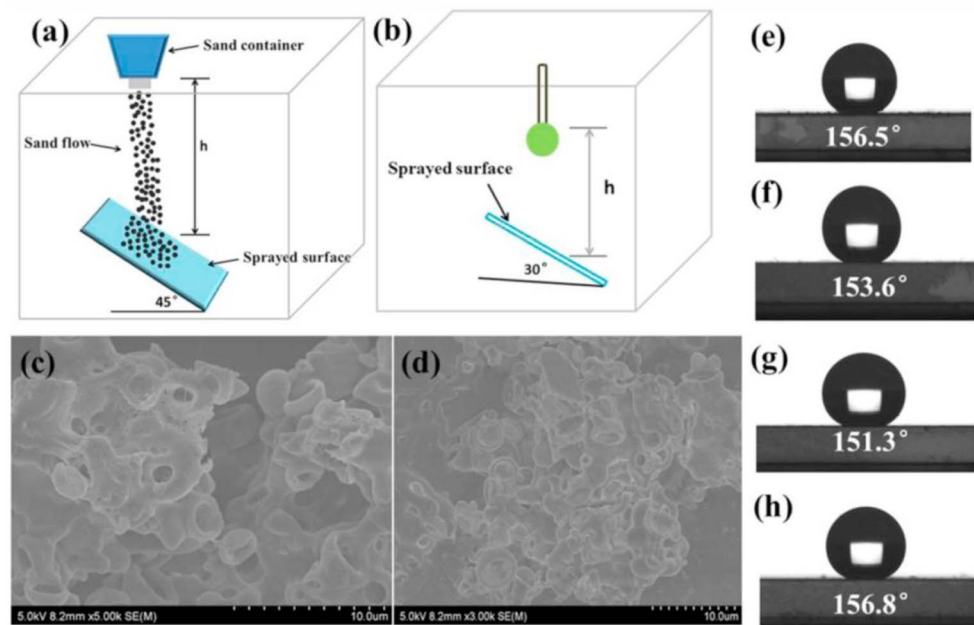 (a)
Sand container
Sand flow
h
Sprayed surface
45°
(b)
Sprayed surface
h
30°
(c)
5.0kV 8.2mm x5.00k SE(M)
10.0um
(d)
5.0kV 8.2mm x3.00k SE(M)
10.0um
(e)
156.5°
(f)
153.6°
(g)
151.3°
(h)
156.8°